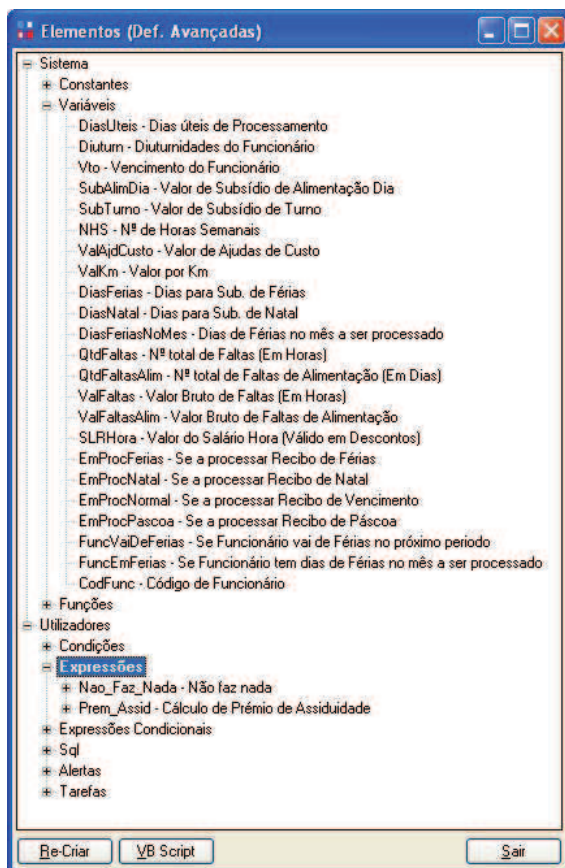 Elementos (Def. Avançadas)
Sistema
Constantes
Variáveis
DiasUteis - Dias úteis de Processamento
Diuturn - Diuturnidades do Funcionário
Vto - Vencimento do Funcionário
SubAlimDia - Valor de Subsídio de Alimentação Dia
SubTurno - Valor de Subsídio de Turno
NHS - Nº de Horas Semanais
ValAjdCusto - Valor de Ajudas de Custo
ValKm - Valor por Km
DiasFerias - Dias para Sub. de Férias
DiasNatal - Dias para Sub. de Natal
DiasFeriasNoMes - Dias de Férias no mês a ser processado
QtdFaltas - Nº total de Faltas (Em Horas)
QtdFaltasAlim - Nº total de Faltas de Alimentação (Em Dias)
ValFaltas - Valor Bruto de Faltas (Em Horas)
ValFaltasAlim - Valor Bruto de Faltas de Alimentação
SLRHora - Valor do Salário Hora (Válido em Descontos)
EmProcFerias - Se a processar Recibo de Férias
EmProcNatal - Se a processar Recibo de Natal
EmProcNormal - Se a processar Recibo de Vencimento
EmProcPascoa - Se a processar Recibo de Páscoa
FuncVaiDeFerias - Se Funcionário vai de Férias no próximo periodo
FuncEmFerias - Se Funcionário tem dias de Férias no mês a ser processado
CodFunc - Código de Funcionário
Funções
Utilizadores
Condições
Expressões
Nao_Faz_Nada - Não faz nada
Prem_Assid - Cálculo de Prémio de Assiduidade
Expressões Condicionais
Sql
Alertas
Tarefas
Re-Criar VB Script Sair